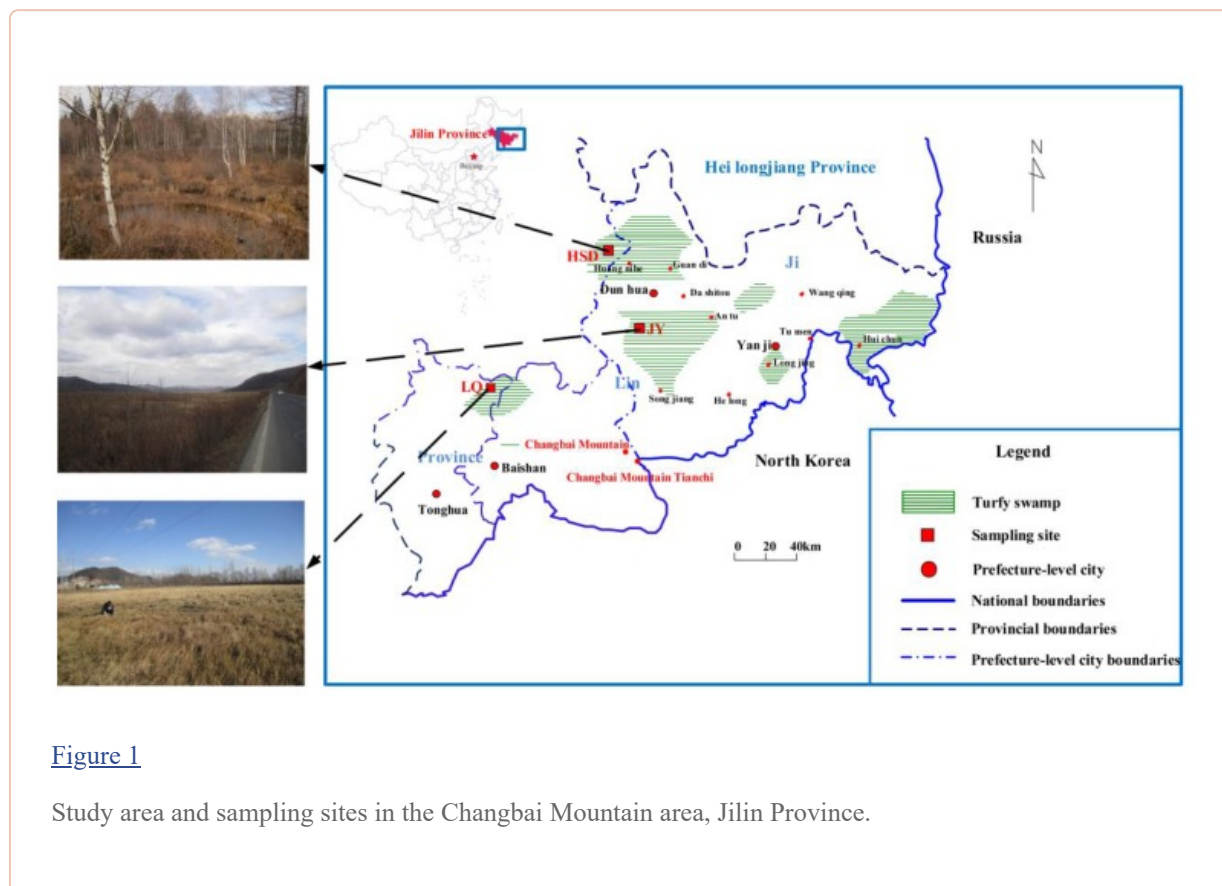 Jilin Province
Beijing
Hei longjiang Province
N
Russia
HSD
Huang nihe
Guan di
Ji
Dun hua
Da shitou
Wang qing
An tu
JY
Tu men
Yan ji
Hui chun
Long jing
LQ
Lin
Song jiang
He long
Changbai Mountain
Province
Baishan
North Korea
Changbai Mountain Tianchi
Tonghua
0 20 40km
Legend
Turfy swamp
Sampling site
Prefecture-level city
National boundaries
Provincial boundaries
Prefecture-level city boundaries
Figure 1
Study area and sampling sites in the Changbai Mountain area, Jilin Province.